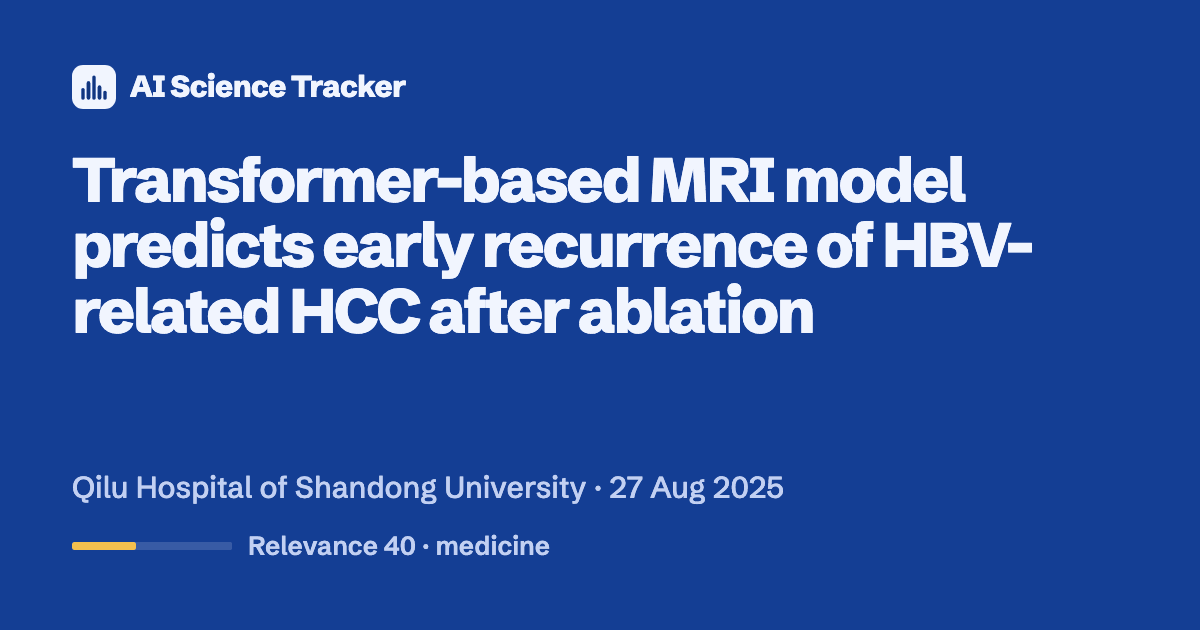 AI Science Tracker
Transformer-based MRI model
predicts early recurrence of HBV-
related HCC after ablation
Qilu Hospital of Shandong University · 27 Aug 2025
Relevance 40 · medicine